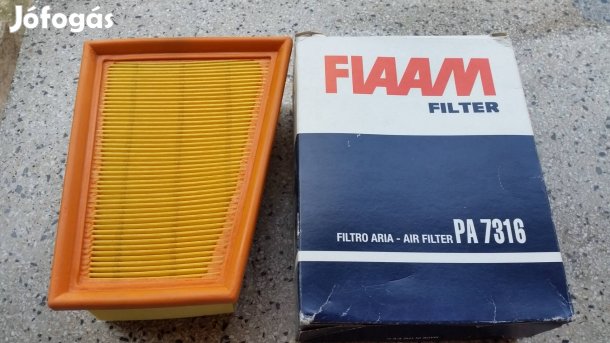 Jófogás
FIAAM
FILTER
FILTRO ARIA - AIR FILTER PA 7316